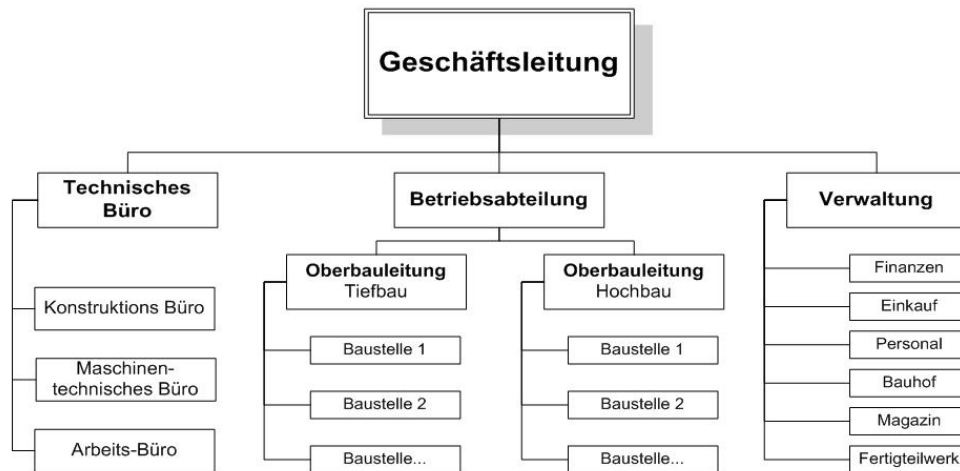 Geschäftsleitung
Technisches
Büro
Konstruktions Büro
Maschinen-
technisches Büro
Arbeits-Büro
Betriebsabteilung
Oberbauleitung
Tiefbau
Baustelle 1
Baustelle 2
Baustelle...
Oberbauleitung
Hochbau
Baustelle 1
Baustelle 2
Baustelle...
Verwaltung
Finanzen
Einkauf
Personal
Bauhof
Magazin
Fertigteilwerk